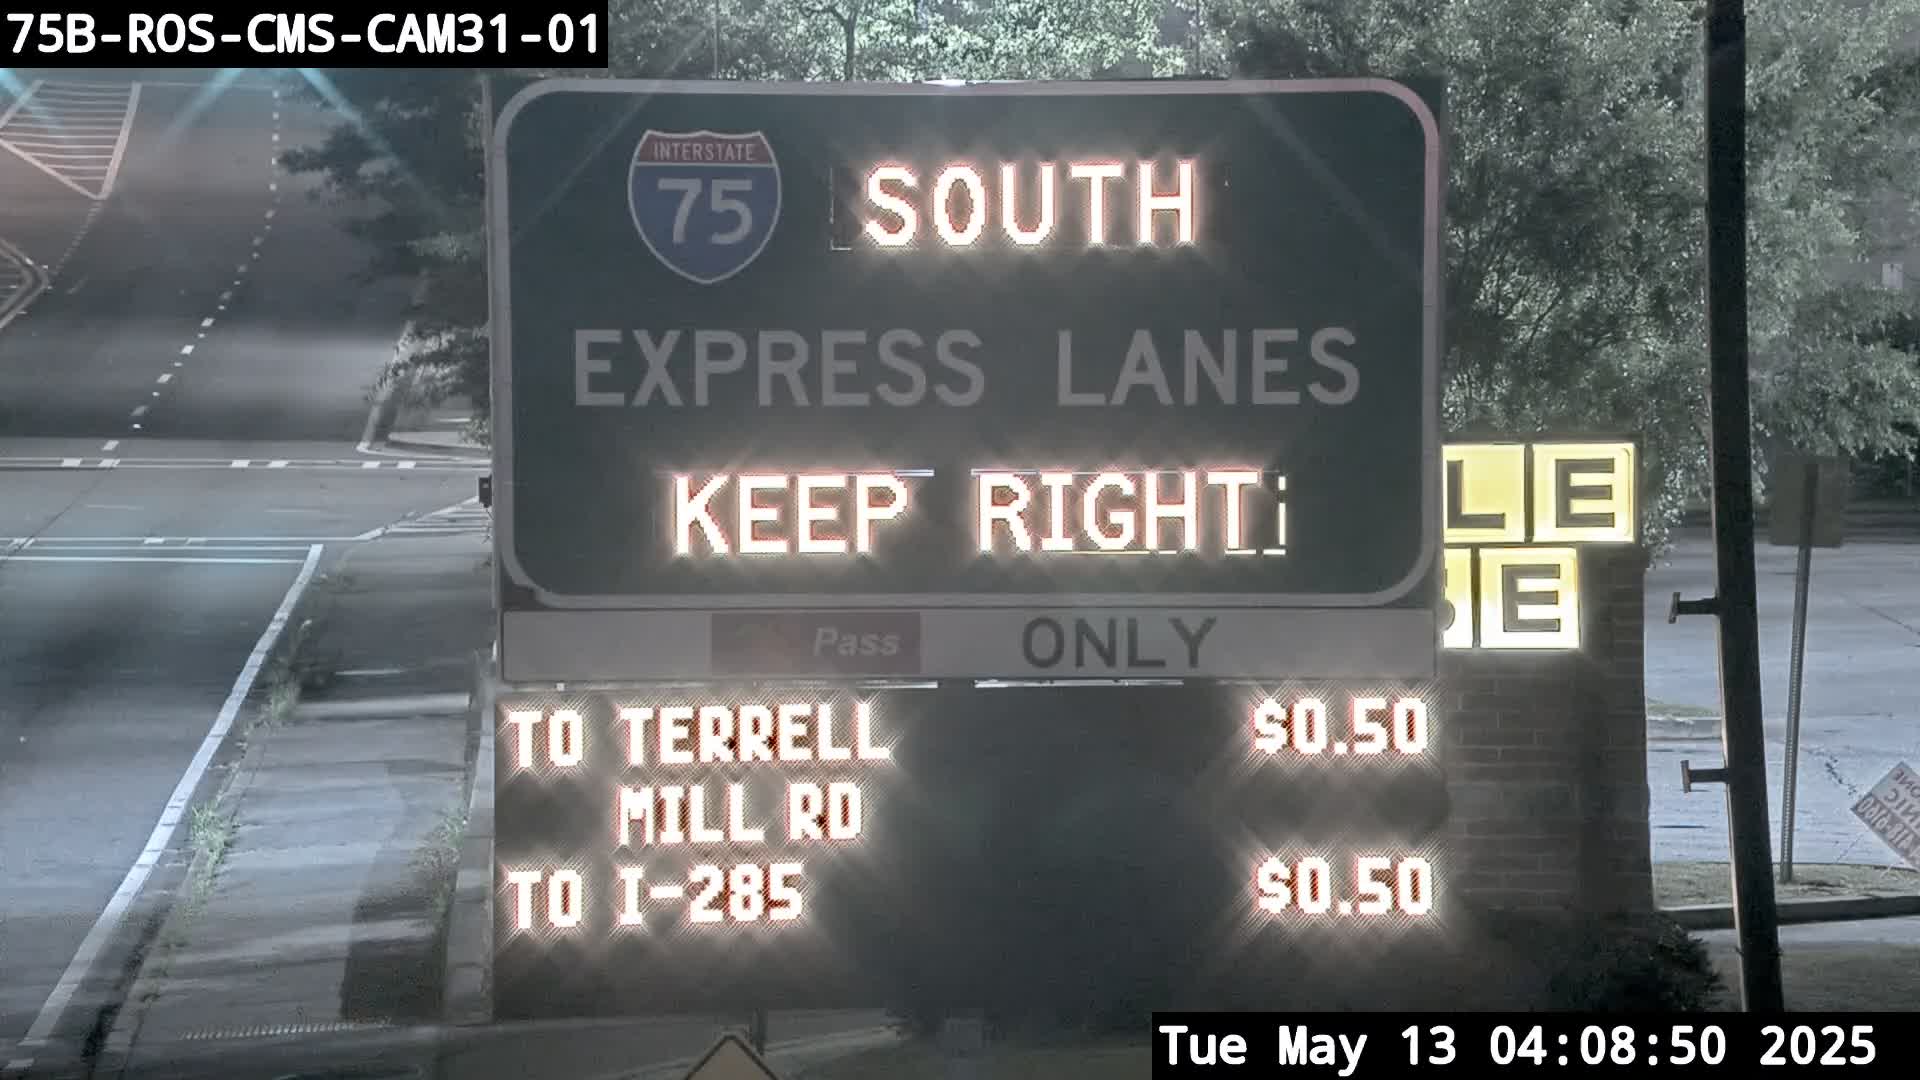 75B-ROS-CMS-CAM31-01
INTERSTATE
75
SOUTH
EXPRESS LANES
KEEP RIGHT
Pass ONLY
TO TERRELL $0.50
MILL RD
TO I-285 $0.50
LE
E
Tue May 13 04:08:50 2025